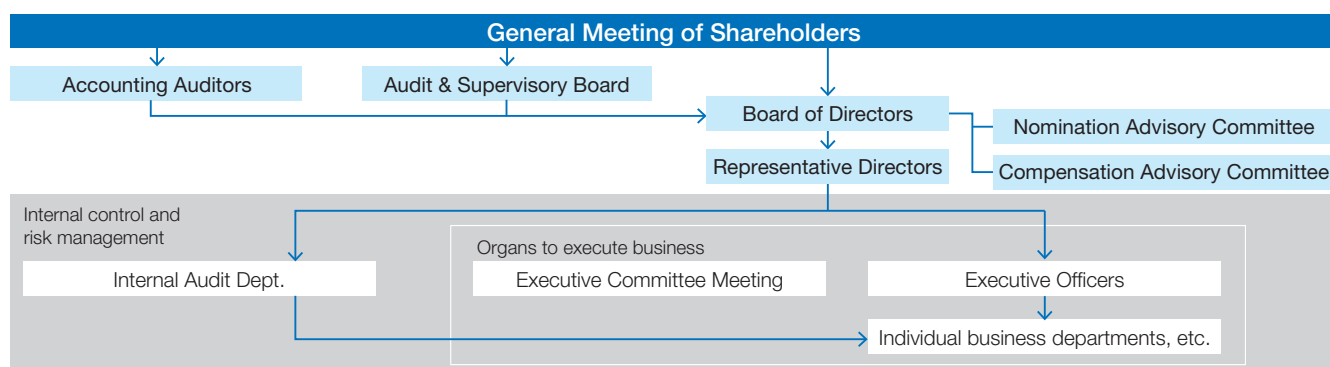 General Meeting of Shareholders
Accounting Auditors
Audit & Supervisory Board
Board of Directors
Nomination Advisory Committee
Representative Directors
Compensation Advisory Committee
Internal control and
risk management
Organs to execute business
Internal Audit Dept.
Executive Committee Meeting
Executive Officers
Individual business departments, etc.